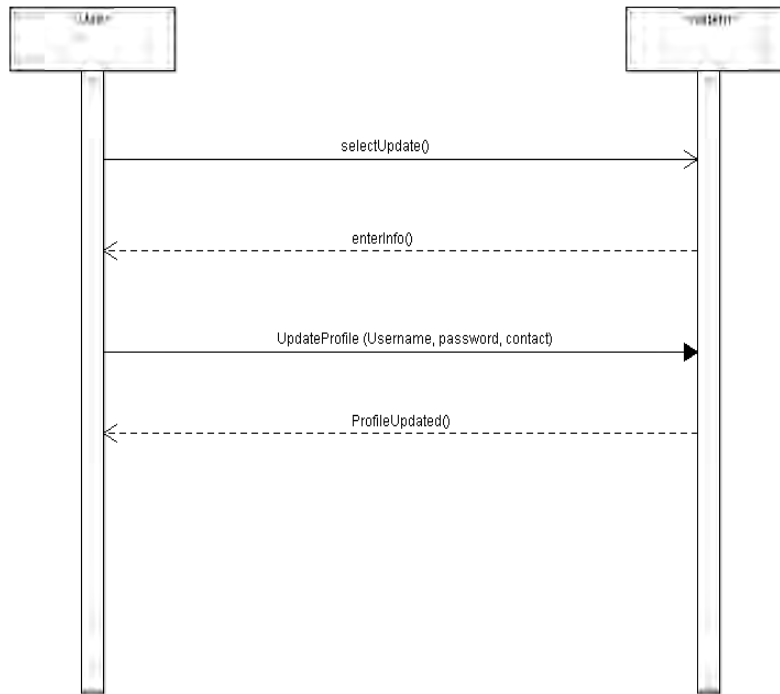 selectUpdate()
enterInfo()
UpdateProfile (Username, password, contact)
ProfileUpdated()